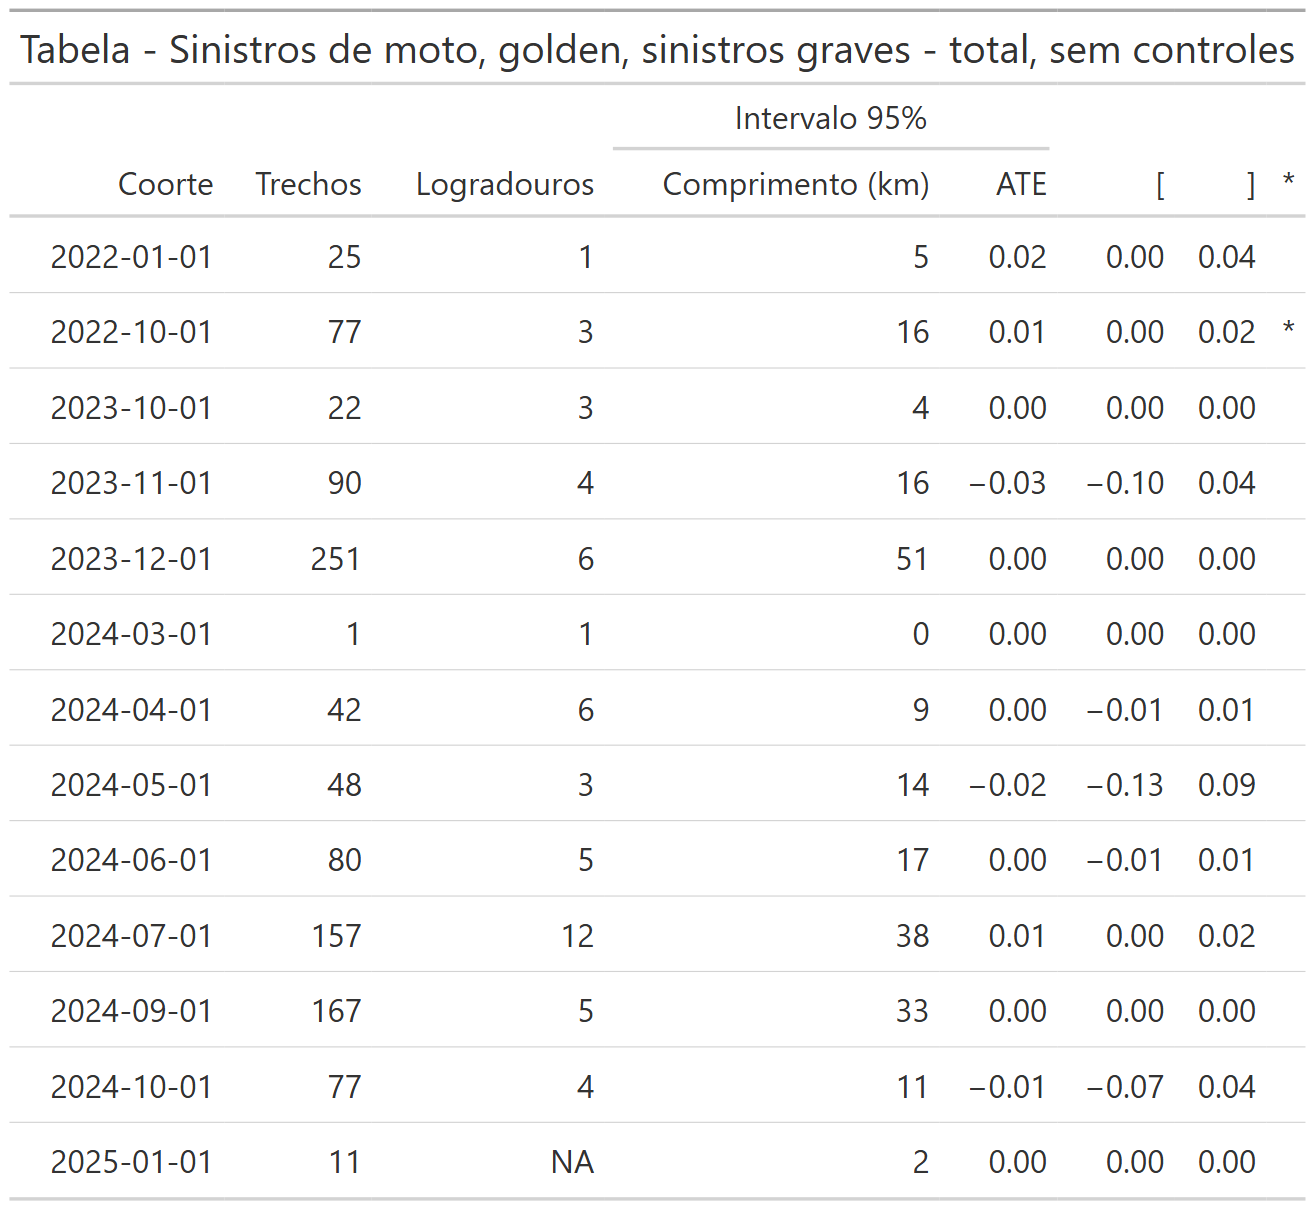 Tabela - Sinistros de moto, golden, sinistros graves - total, sem controles
Intervalo 95%
Coorte Trechos Logradouros Comprimento (km) ATE [ ] *
2022-01-01 25 1 5 0.02 0.00 0.04
2022-10-01 77 3 16 0.01 0.00 0.02 *
2023-10-01 22 3 4 0.00 0.00 0.00
2023-11-01 90 4 16 −0.03 −0.10 0.04
2023-12-01 251 6 51 0.00 0.00 0.00
2024-03-01 1 1 0 0.00 0.00 0.00
2024-04-01 42 6 9 0.00 −0.01 0.01
2024-05-01 48 3 14 −0.02 −0.13 0.09
2024-06-01 80 5 17 0.00 −0.01 0.01
2024-07-01 157 12 38 0.01 0.00 0.02
2024-09-01 167 5 33 0.00 0.00 0.00
2024-10-01 77 4 11 −0.01 −0.07 0.04
2025-01-01 11 NA 2 0.00 0.00 0.00